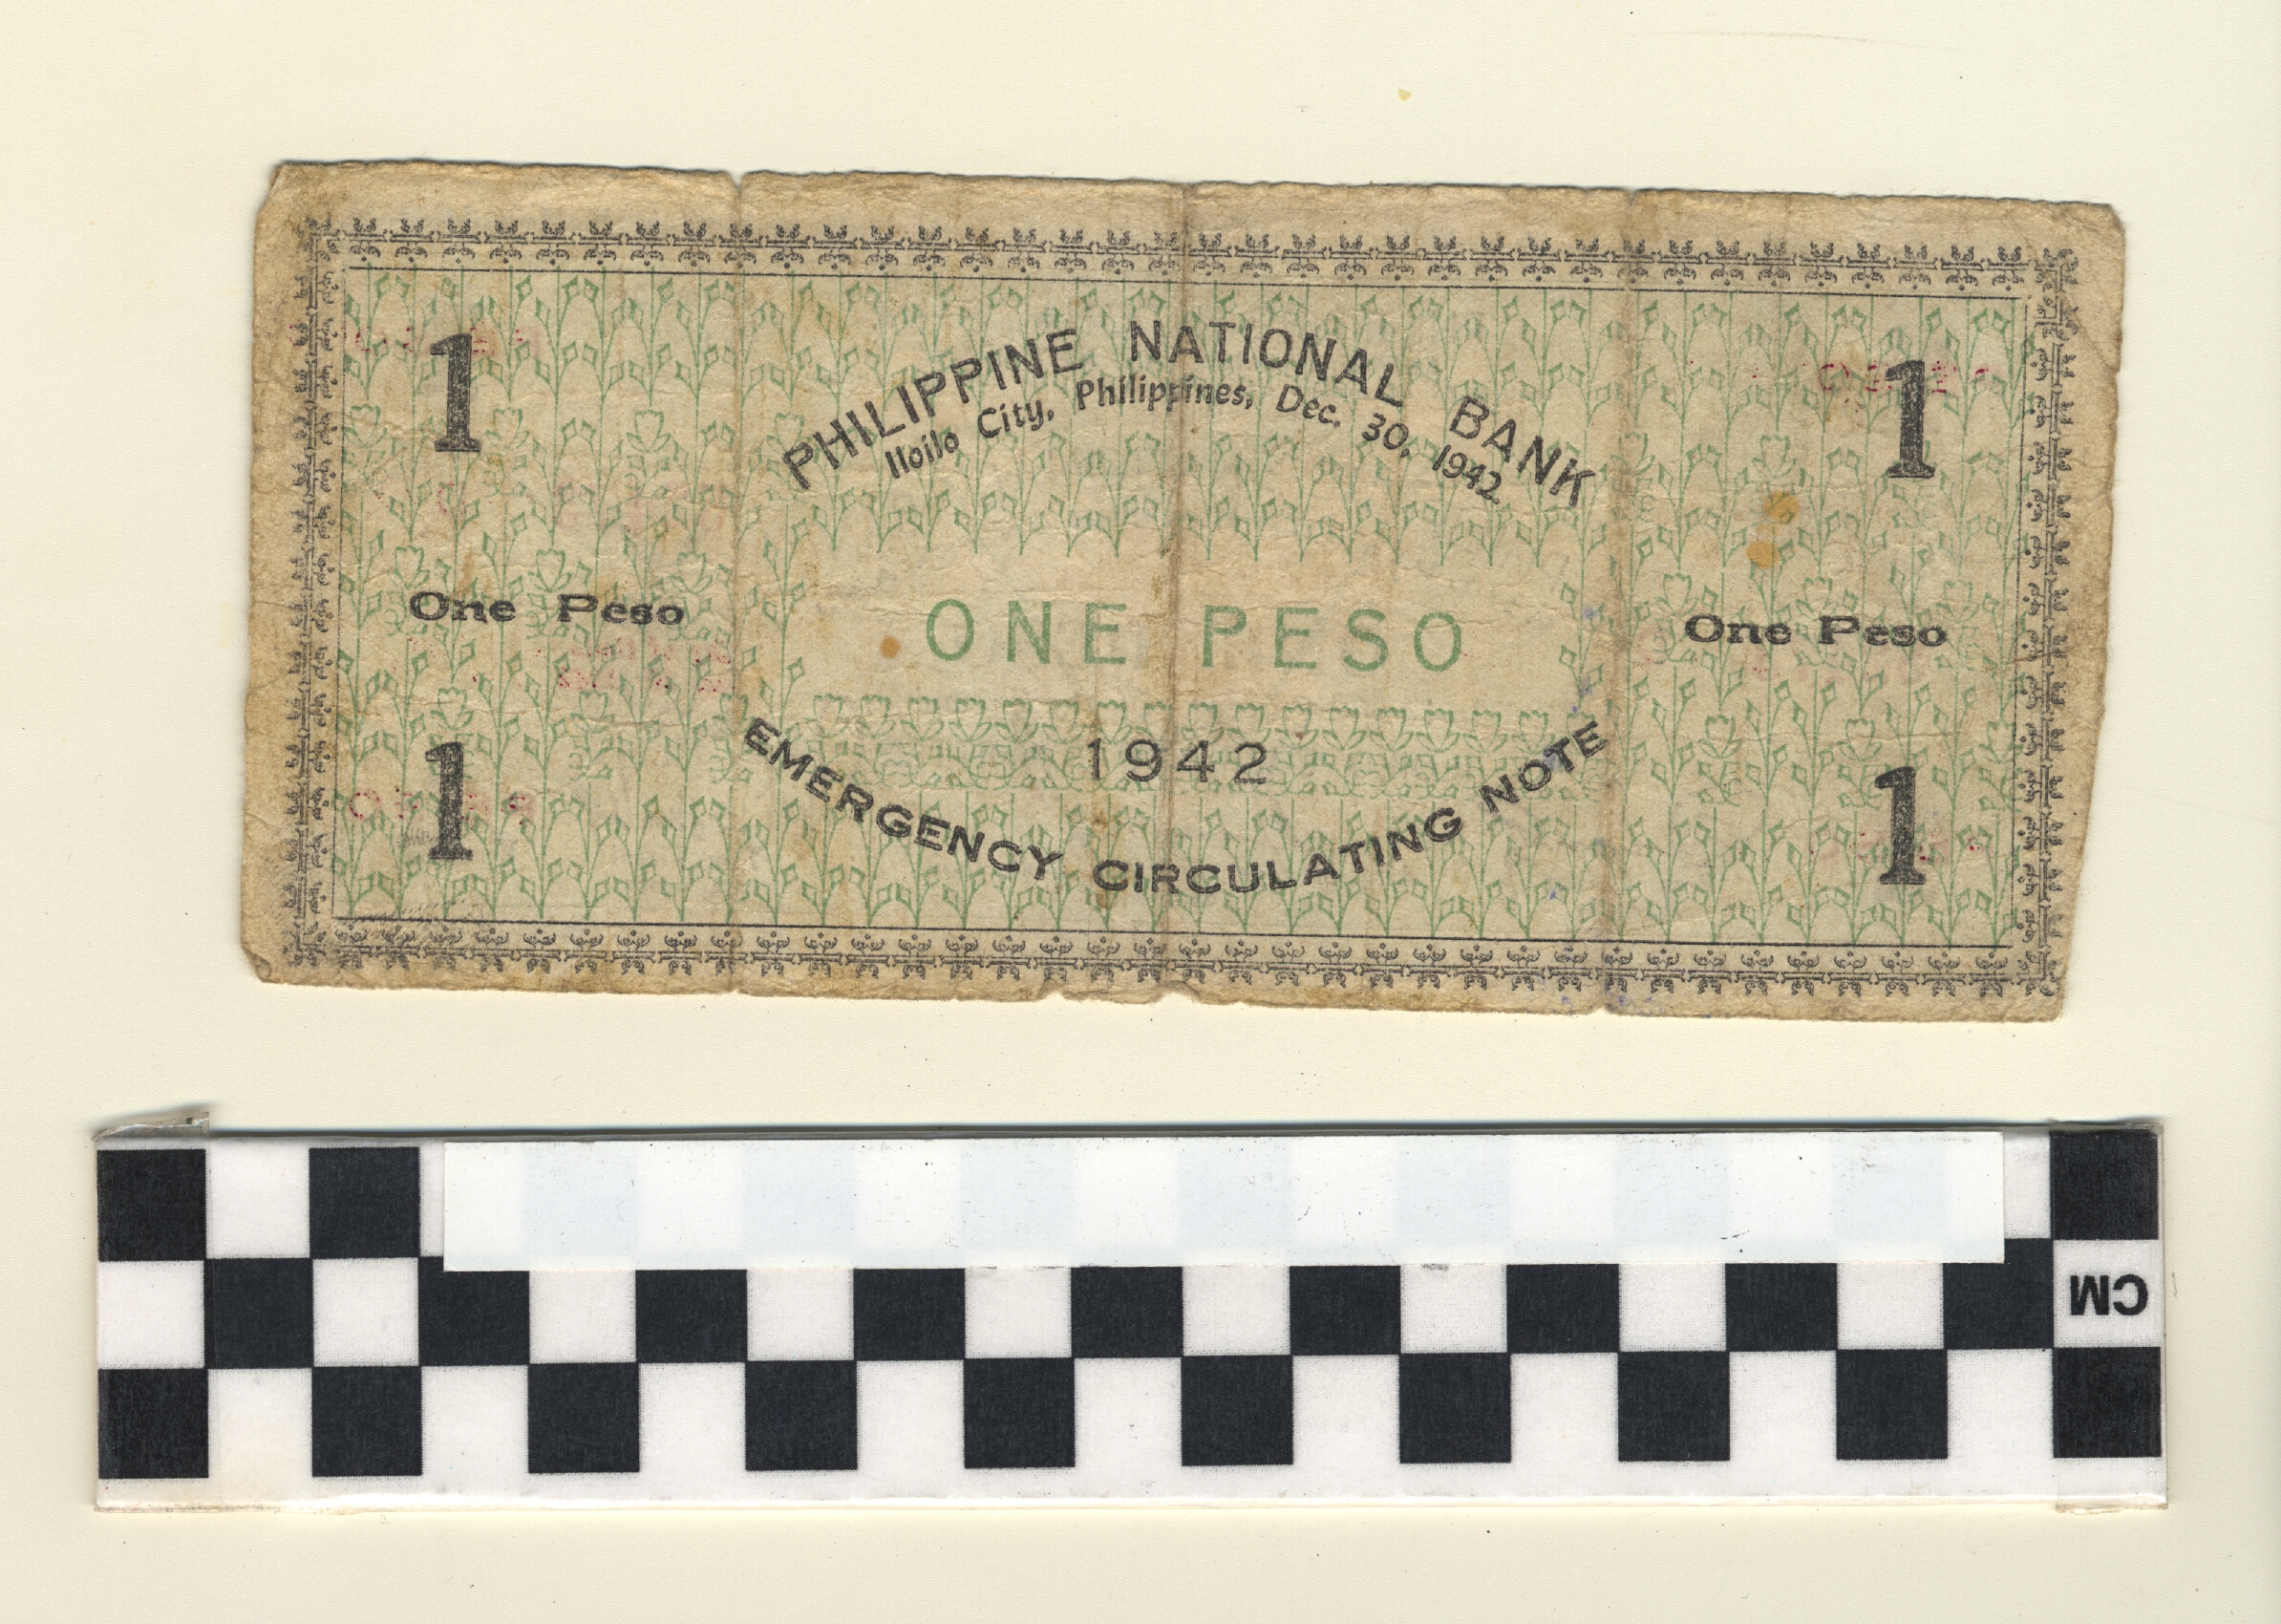 1
1
PHILIPPINE NATIONAL BANK
Iloilo City, Philippines, Dec. 30, 1942.
One Peso
ONE PESO
One Peso
1942
1
1
EMERGENCY CIRCULATING NOTE
CM